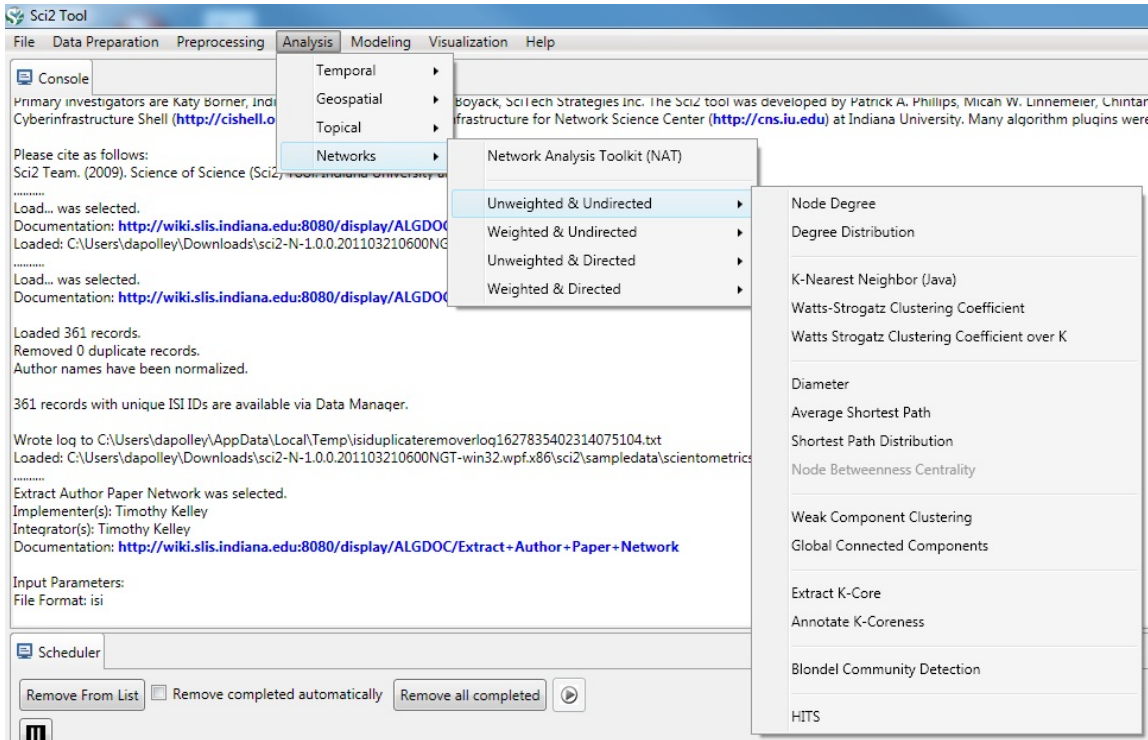 Sci2 Tool
File Data Preparation Preprocessing Analysis Modeling Visualization Help
Console
Primary investigators are Katy Borner, Indi
Boyack, SciTech Strategies Inc. The Sci2 tool was developed by Patrick A. Phillips, Micah W. Linnemeier, Chintan
Cyberinfrastructure Shell (http://cishell.o
frastructure for Network Science Center (http://cns.iu.edu) at Indiana University. Many algorithm plugins were
Please cite as follows:
Sci2 Team. (2009). Science of Science (Sci2) Tool. Indiana University a
..........
Load... was selected.
Documentation: http://wiki.slis.indiana.edu:8080/display/ALGDOC
Loaded: C:\Users\dapolley\Downloads\sci2-N-1.0.0.201103210600NG
..........
Load... was selected.
Documentation: http://wiki.slis.indiana.edu:8080/display/ALGDOC
Loaded 361 records.
Removed 0 duplicate records.
Author names have been normalized.
361 records with unique ISI IDs are available via Data Manager.
Wrote log to C:\Users\dapolley\AppData\Local\Temp\isiduplicateremoverlog1627835402314075104.txt
Loaded: C:\Users\dapolley\Downloads\sci2-N-1.0.0.201103210600NGT-win32.wpf.x86\sci2\sampledata\scientometrics
..........
Extract Author Paper Network was selected.
Implementer(s): Timothy Kelley
Integrator(s): Timothy Kelley
Documentation: http://wiki.slis.indiana.edu:8080/display/ALGDOC/Extract+Author+Paper+Network
Input Parameters:
File Format: isi
Temporal
Geospatial
Topical
Networks
Network Analysis Toolkit (NAT)
Unweighted & Undirected
Weighted & Undirected
Unweighted & Directed
Weighted & Directed
Node Degree
Degree Distribution
K-Nearest Neighbor (Java)
Watts-Strogatz Clustering Coefficient
Watts Strogatz Clustering Coefficient over K
Diameter
Average Shortest Path
Shortest Path Distribution
Node Betweenness Centrality
Weak Component Clustering
Global Connected Components
Extract K-Core
Annotate K-Coreness
Blondel Community Detection
HITS
Scheduler
Remove From List Remove completed automatically Remove all completed